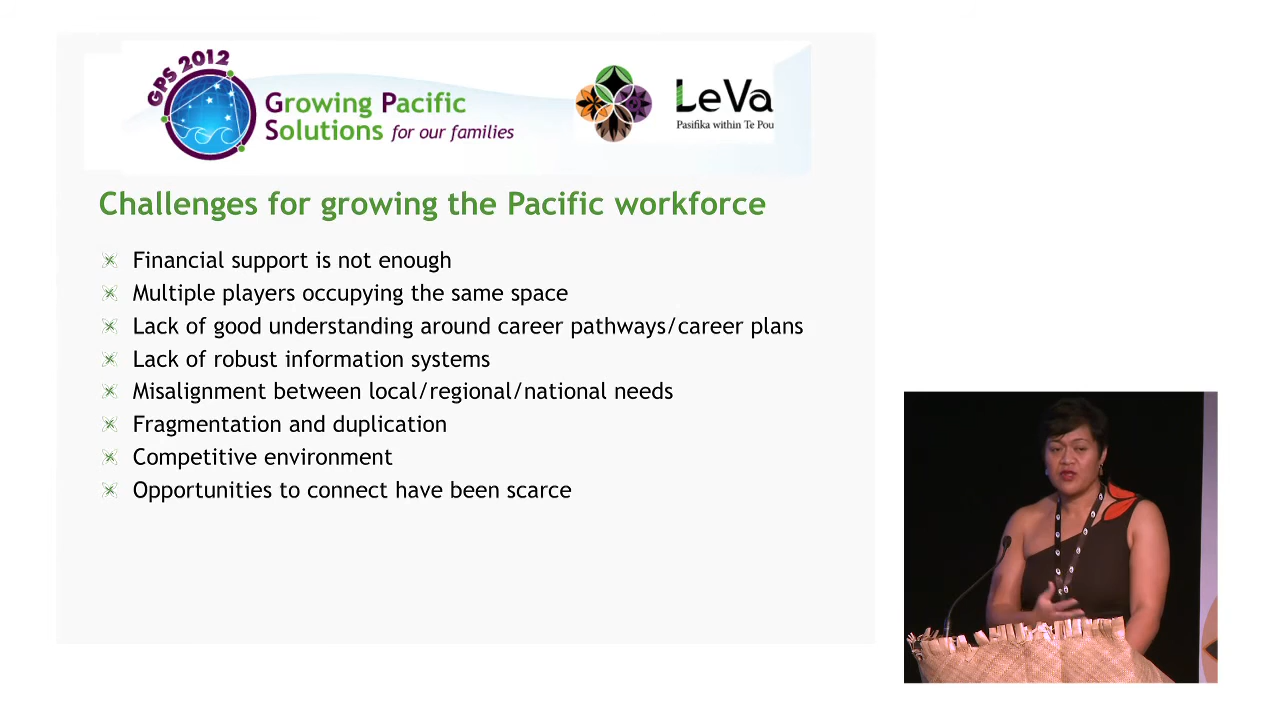 GPS 2012
Growing Pacific
Solutions for our families
Le Va
Pasifika within Te Pou
Challenges for growing the Pacific workforce
Financial support is not enough
Multiple players occupying the same space
Lack of good understanding around career pathways/career plans
Lack of robust information systems
Misalignment between local/regional/national needs
Fragmentation and duplication
Competitive environment
Opportunities to connect have been scarce